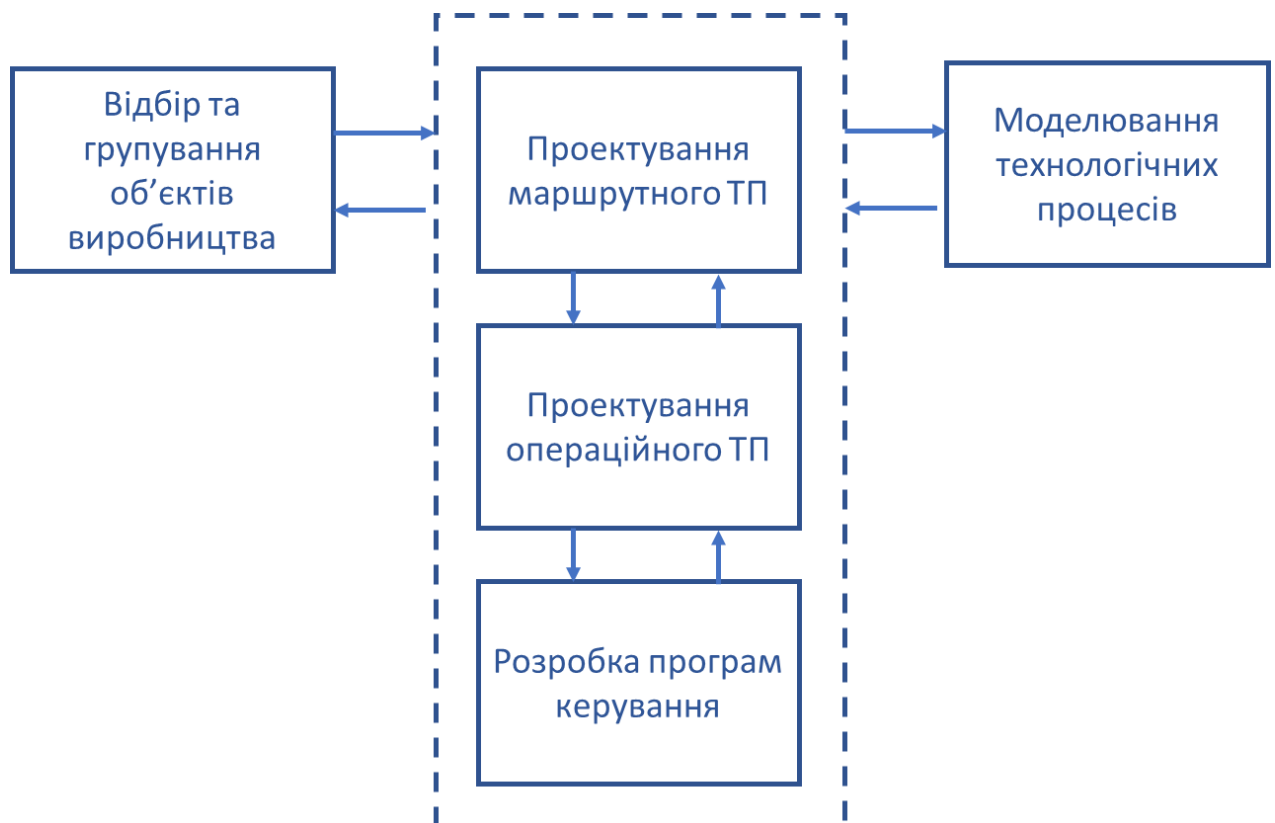 Відбір та
групування
об’єктів
виробництва
Проектування
маршрутного ТП
Моделювання
технологічних
процесів
Проектування
операційного ТП
Розробка програм
керування